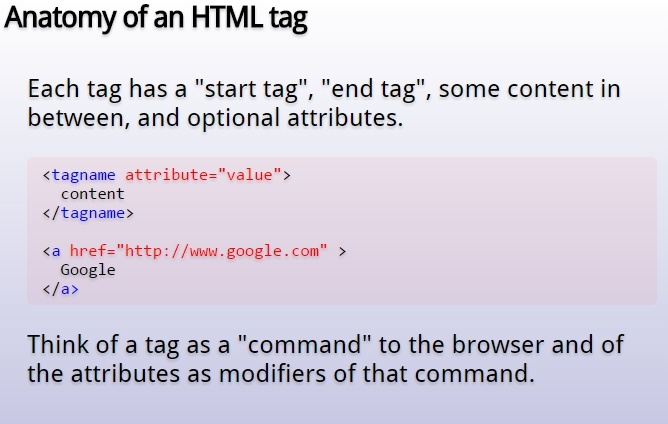 Anatomy of an HTML tag
Each tag has a "start tag", "end tag", some content in
between, and optional attributes.
<tagname attribute="value">
content
</tagname>
<a href="http://www.google.com" >
Google
</a>
Think of a tag as a "command" to the browser and of
the attributes as modifiers of that command.